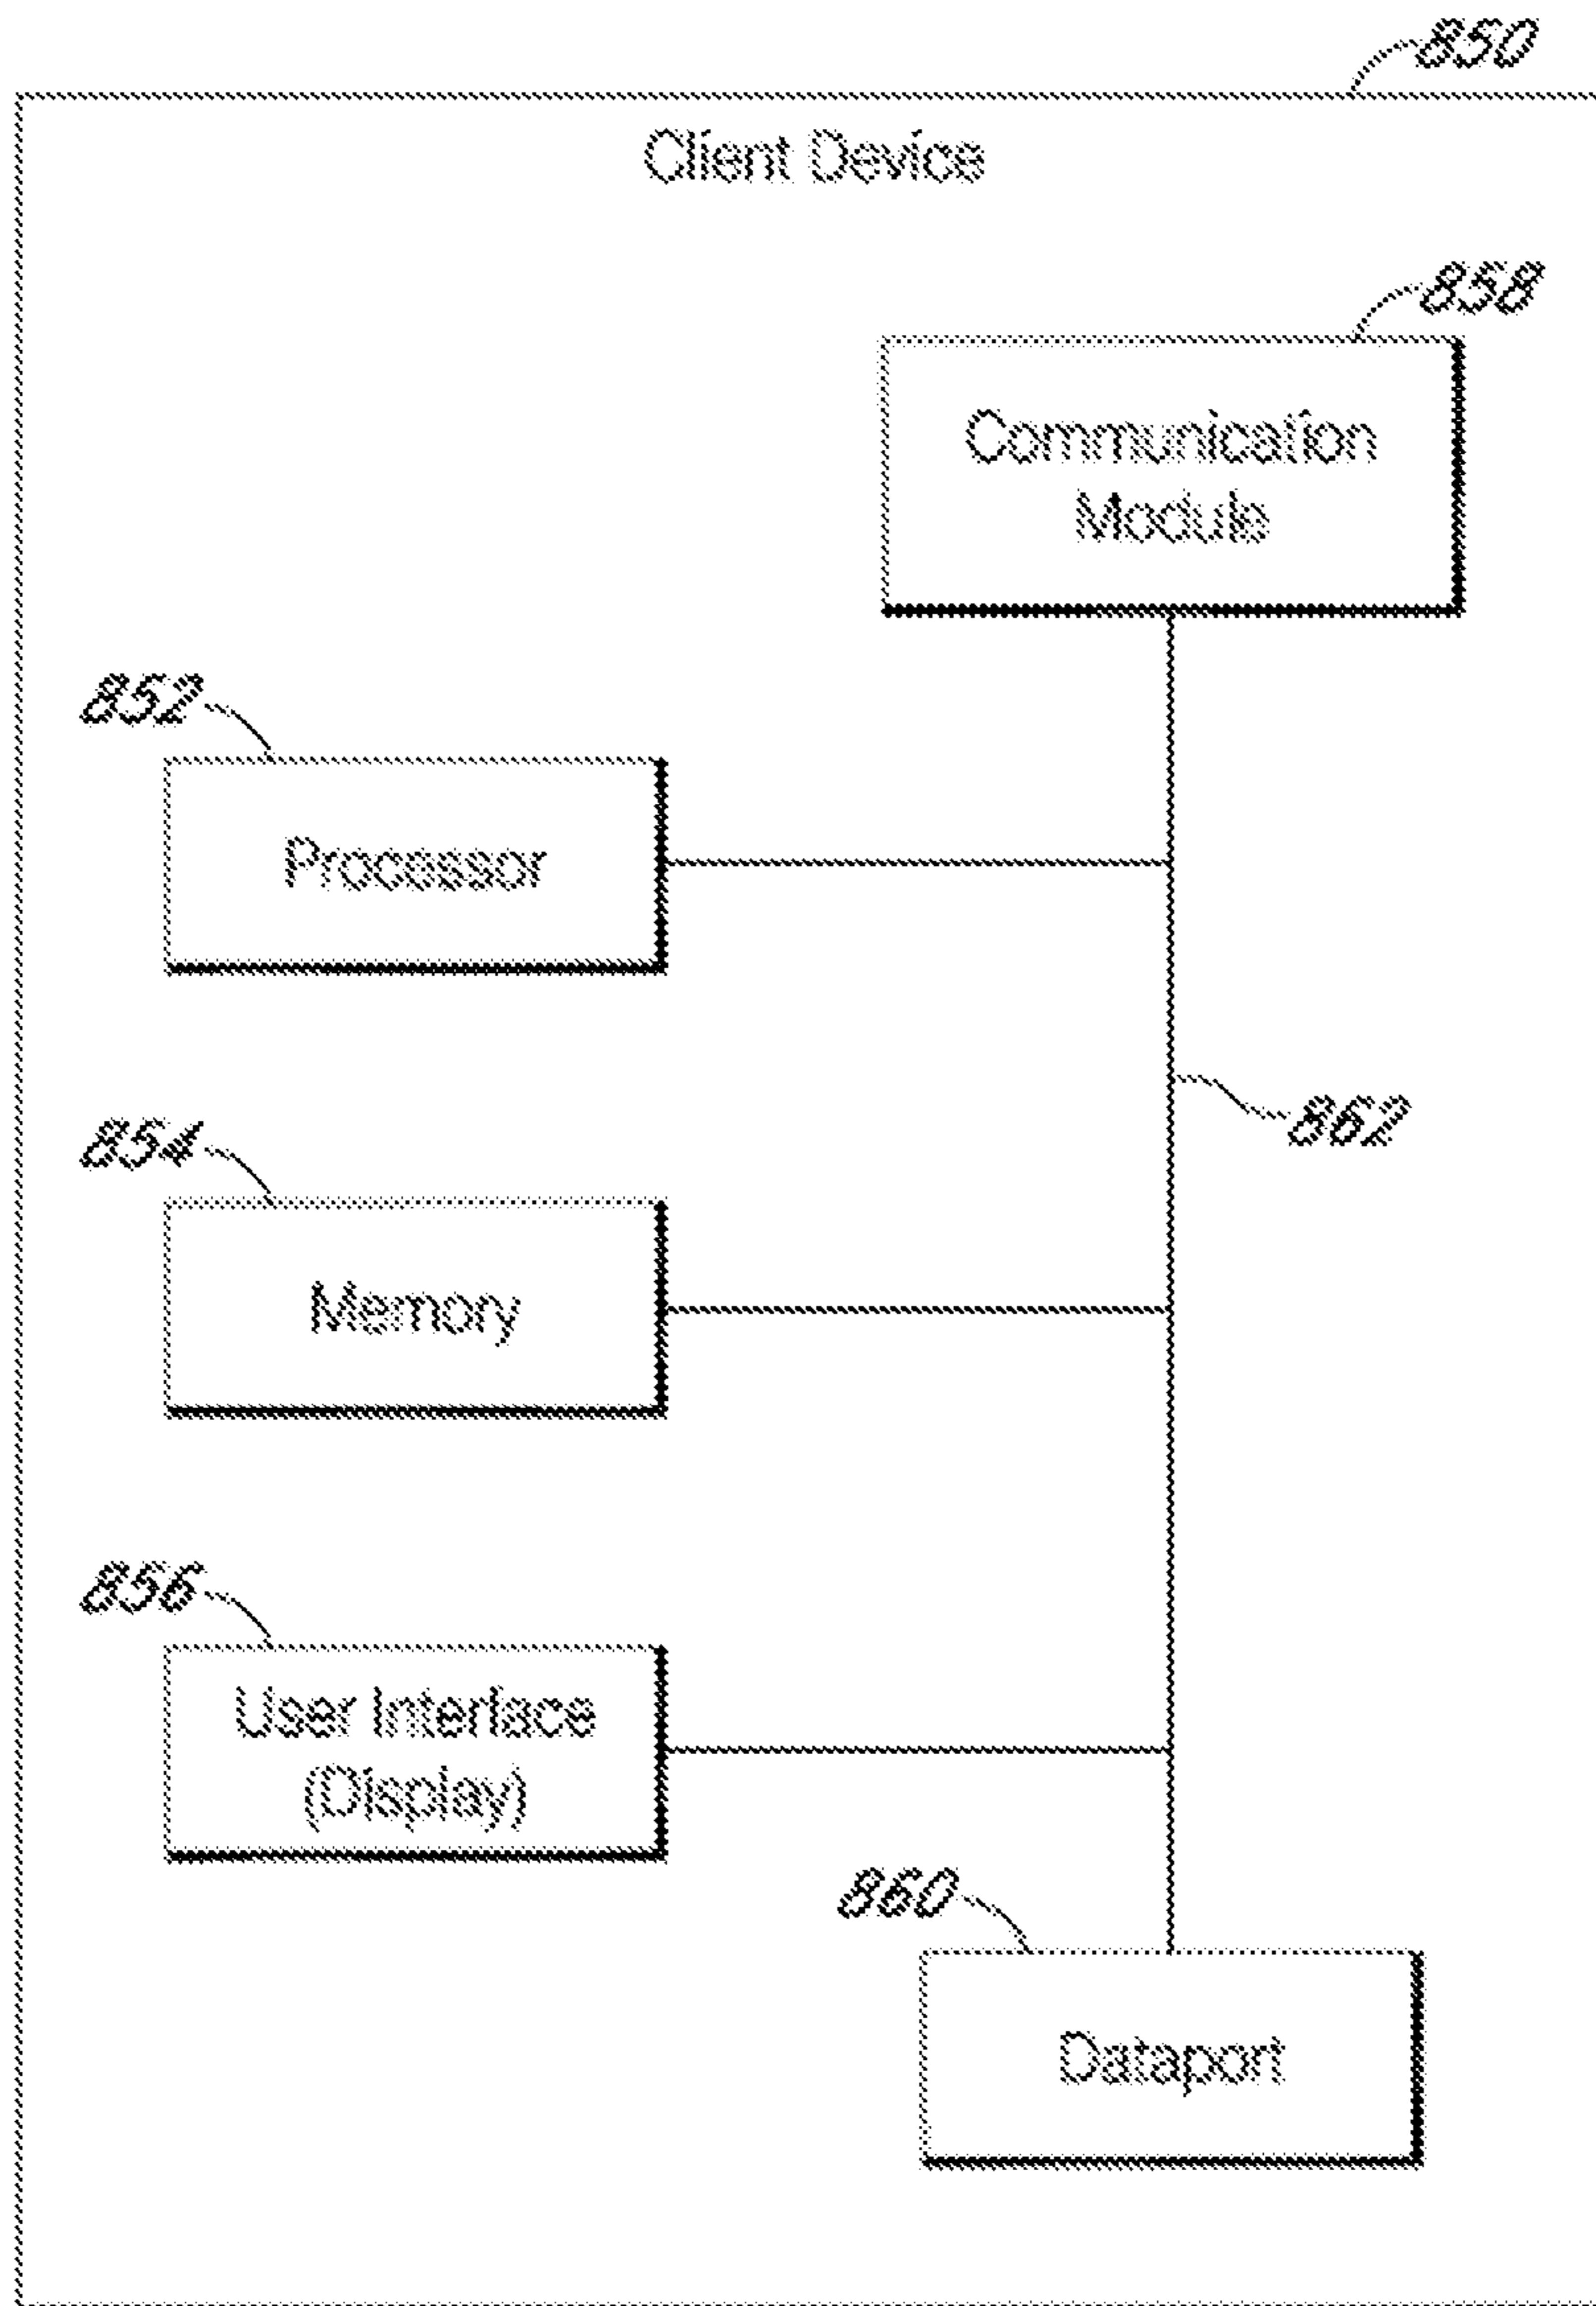 850
Client Device
858
Communication
Module
852
Processor
862
854
Memory
856
User Interface
(Display)
860
Dataport